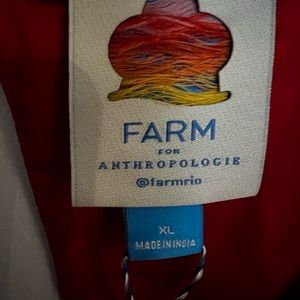 FARM
FOR
ANTHROPOLOGIE
@farmrio
XL
MADE IN INDIA